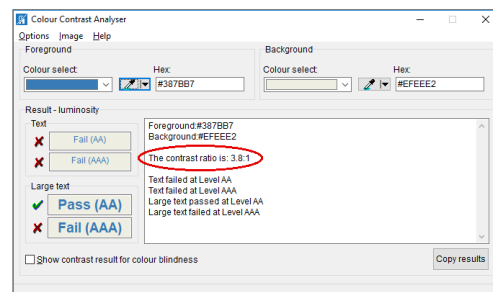 Colour Contrast Analyser
Options Image Help
Foreground
Colour select: Hex:
#387BB7
Background
Colour select: Hex:
#EFEEE2
Result - luminosity
Text
Fail (AA)
Fail (AAA)
Large text
Pass (AA)
Fail (AAA)
Foreground:#387BB7
Background:#EFEEE2
The contrast ratio is: 3.8:1
Text failed at Level AA
Text failed at Level AAA
Large text passed at Level AA
Large text failed at Level AAA
Show contrast result for colour blindness
Copy results